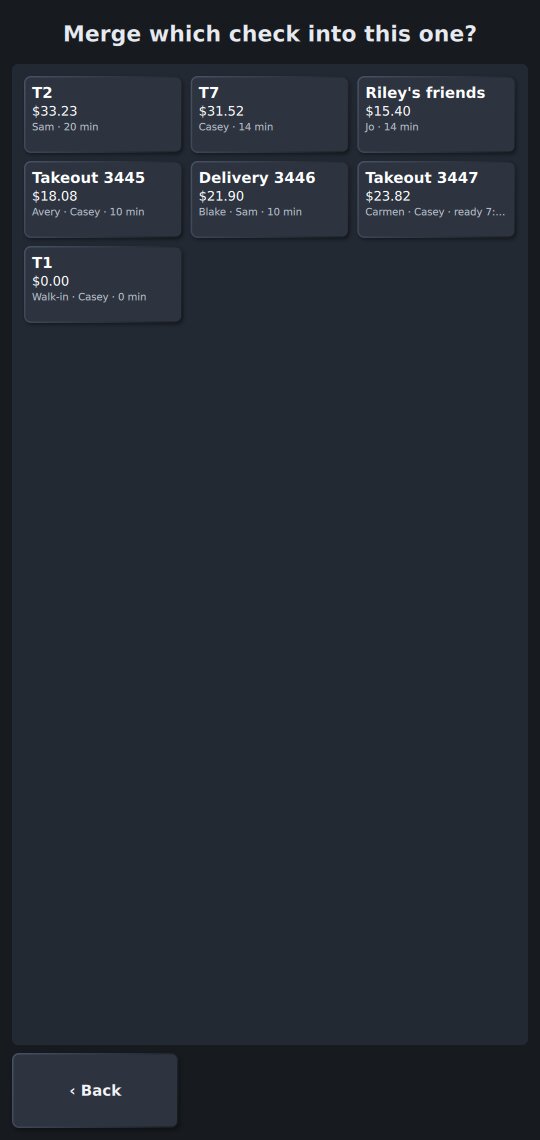 Merge which check into this one?
T2
$33.23
Sam · 20 min
T7
$31.52
Casey · 14 min
Riley's friends
$15.40
Jo · 14 min
Takeout 3445
$18.08
Avery · Casey · 10 min
Delivery 3446
$21.90
Blake · Sam · 10 min
Takeout 3447
$23.82
Carmen · Casey · ready 7:...
T1
$0.00
Walk-in · Casey · 0 min
‹ Back